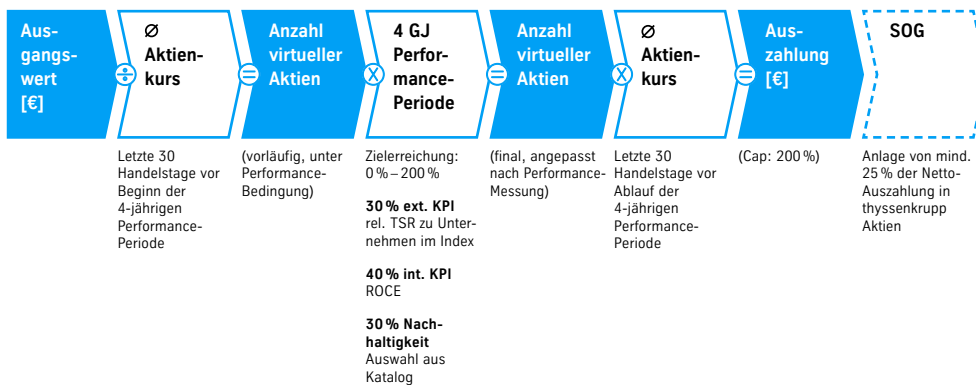 Aus-
gangs-
wert
[€]
÷
Ø
Aktien-
kurs
=
Anzahl
virtueller
Aktien
×
4 GJ
Perfor-
mance-
Periode
=
Anzahl
virtueller
Aktien
×
Ø
Aktien-
kurs
=
Aus-
zahlung
[€]
SOG
Letzte 30
Handelstage vor
Beginn der
4-jährigen
Performance-
Periode
(vorläufig, unter
Performance-
Bedingung)
Zielerreichung:
0 % – 200 %
30 % ext. KPI
rel. TSR zu Unter-
nehmen im Index
40 % int. KPI
ROCE
30 % Nach-
haltigkeit
Auswahl aus
Katalog
(final, angepasst
nach Performance-
Messung)
Letzte 30
Handelstage vor
Ablauf der
4-jährigen
Performance-
Periode
(Cap: 200 %)
Anlage von mind.
25 % der Netto-
Auszahlung in
thyssenkrupp
Aktien